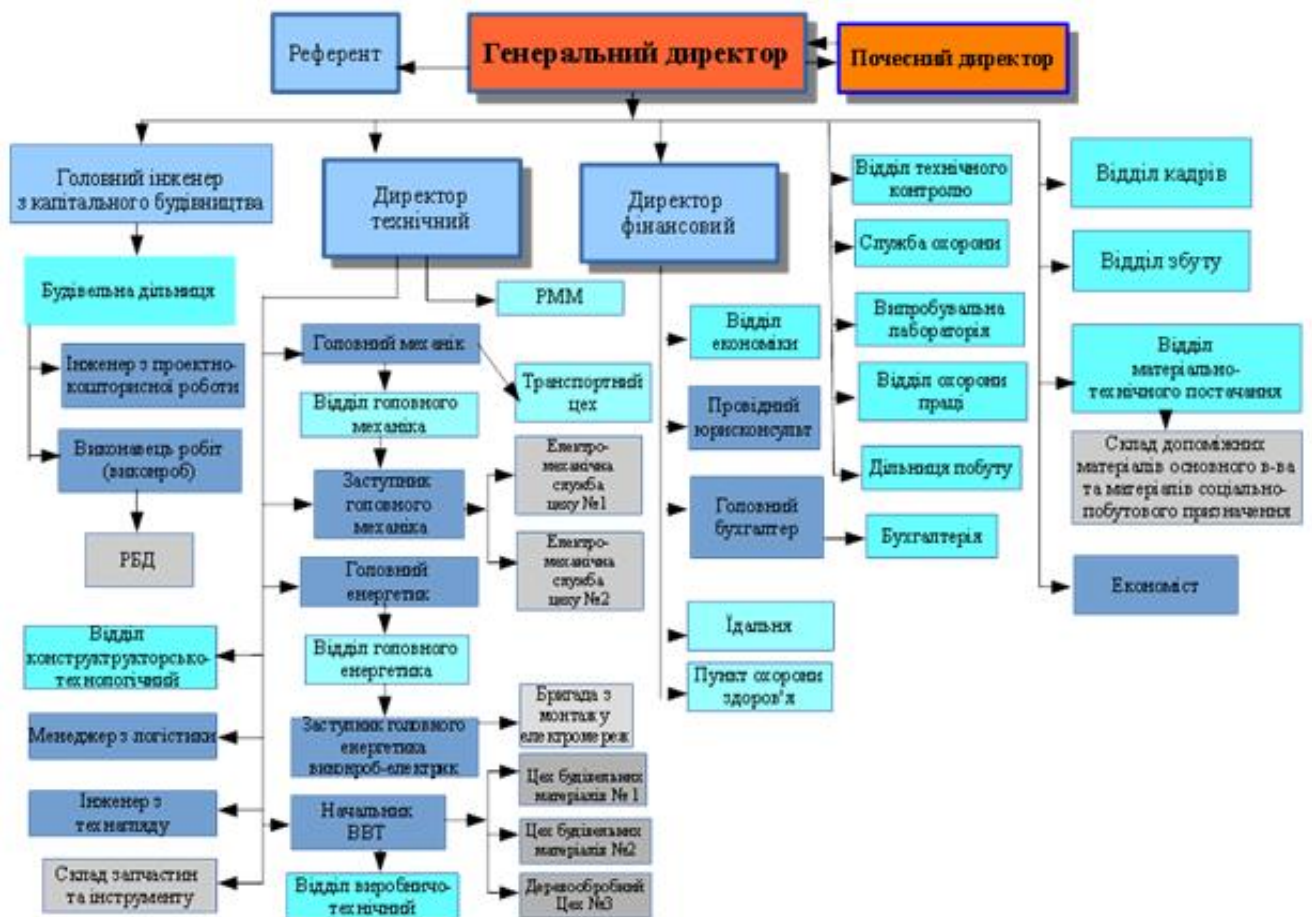 Референт
Генеральний директор
Почесний директор
Головний інженер
з капітального будівництва
Директор
технічний
Директор
фінансовий
Відділ технічного
контролю
Відділ кадрів
Служба охорони
Відділ збуту
Будівельна дільниця
РММ
Випробувальна
лабораторія
Відділ
економіки
Відділ
матеріально-
технічного постачання
Головний механік
Інженер з проектно-
кошторисної роботи
Транспортний
цех
Відділ охорони
праці
Провідний
юрисконсульт
Відділ головного
механіка
Виконавець робіт
(виконроб)
Електро-
механічна
служба
цеху №1
Склад допоміжних
матеріалів основного в-ва
та матеріалів соціально-
побутового призначення
Дільниця побуту
Заступник
головного
механіка
Головний
бухгалтер
Бухгалтерія
РБД
Електро-
механічна
служба
цеху №2
Головний
енергетик
Економіст
Відділ
конструктрукторсько-
технологічний
Відділ головного
енергетика
Їдальня
Пункт охорони
здоров'я
Бригада з
монтажу
електромереж
Менеджер з логістики
Заступник головного
енергетика
виконроб-електрик
Цех будівельних
матеріалів № 1
Інженер з
технагляду
Начальник
ВВТ
Цех будівельних
матеріалів №2
Склад запчастин
та інструменту
Відділ виробничо-
технічний
Деревообробний
Цех №3